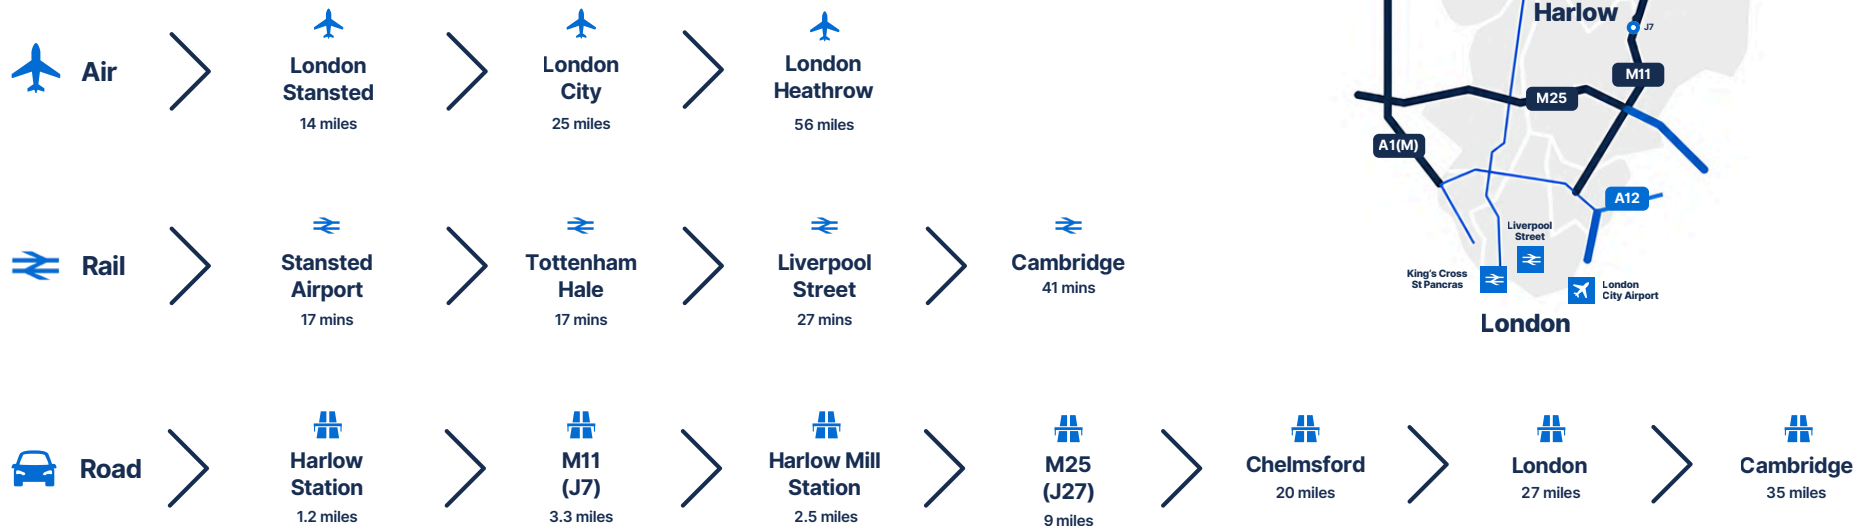 Air
London
Stansted
14 miles
London
City
25 miles
London
Heathrow
56 miles
Rail
Stansted
Airport
17 mins
Tottenham
Hale
17 mins
Liverpool
Street
27 mins
Cambridge
41 mins
Road
Harlow
Station
1.2 miles
M11
(J7)
3.3 miles
Harlow Mill
Station
2.5 miles
M25
(J27)
9 miles
Chelmsford
20 miles
London
27 miles
Cambridge
35 miles
Harlow
J7
M11
M25
A1(M)
A12
Liverpool
Street
King's Cross
St Pancras
London
City Airport
London